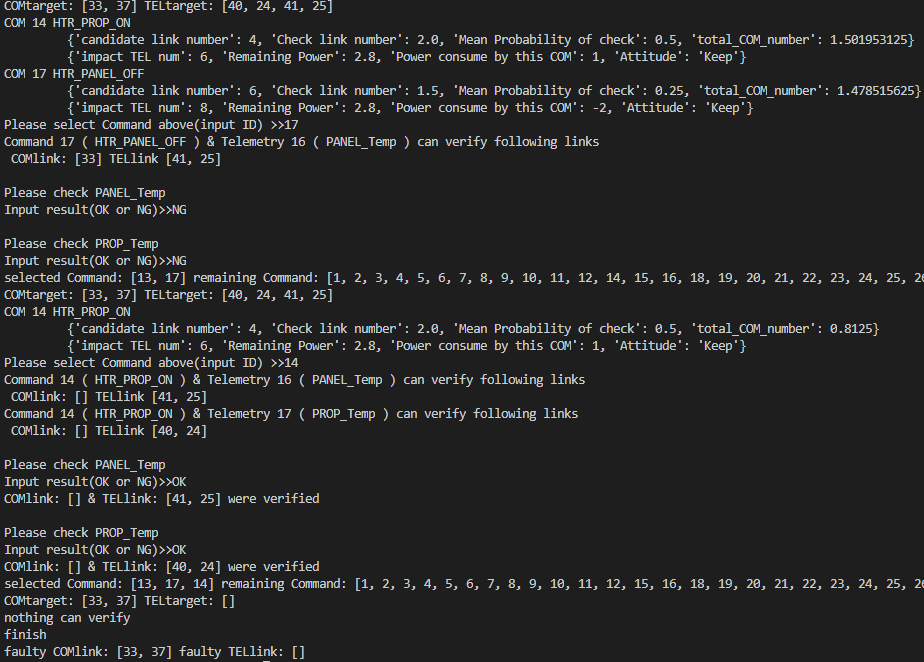 COMtarget: [33, 37] TELtarget: [40, 24, 41, 25]
COM 14 HTR_PROP_ON
{'candidate link number': 4, 'Check link number': 2.0, 'Mean Probability of check': 0.5, 'total_COM_number': 1.501953125}
{'impact TEL num': 6, 'Remaining Power': 2.8, 'Power consume by this COM': 1, 'Attitude': 'Keep'}
COM 17 HTR_PANEL_OFF
{'candidate link number': 6, 'Check link number': 1.5, 'Mean Probability of check': 0.25, 'total_COM_number': 1.478515625}
{'impact TEL num': 8, 'Remaining Power': 2.8, 'Power consume by this COM': -2, 'Attitude': 'Keep'}
Please select Command above(input ID) >>17
Command 17 ( HTR_PANEL_OFF ) & Telemetry 16 ( PANEL_Temp ) can verify following links
COMlink: [33] TELlink [41, 25]
Please check PANEL_Temp
Input result(OK or NG)>>NG
Please check PROP_Temp
Input result(OK or NG)>>NG
selected Command: [13, 17] remaining Command: [1, 2, 3, 4, 5, 6, 7, 8, 9, 10, 11, 12, 14, 15, 16, 18, 19, 20, 21, 22, 23, 24, 25, 26
COMtarget: [33, 37] TELtarget: [40, 24, 41, 25]
COM 14 HTR_PROP_ON
{'candidate link number': 4, 'Check link number': 2.0, 'Mean Probability of check': 0.5, 'total_COM_number': 0.8125}
{'impact TEL num': 6, 'Remaining Power': 2.8, 'Power consume by this COM': 1, 'Attitude': 'Keep'}
Please select Command above(input ID) >>14
Command 14 ( HTR_PROP_ON ) & Telemetry 16 ( PANEL_Temp ) can verify following links
COMlink: [] TELlink [41, 25]
Command 14 ( HTR_PROP_ON ) & Telemetry 17 ( PROP_Temp ) can verify following links
COMlink: [] TELlink [40, 24]
Please check PANEL_Temp
Input result(OK or NG)>>OK
COMlink: [] & TELlink: [41, 25] were verified
Please check PROP_Temp
Input result(OK or NG)>>OK
COMlink: [] & TELlink: [40, 24] were verified
selected Command: [13, 17, 14] remaining Command: [1, 2, 3, 4, 5, 6, 7, 8, 9, 10, 11, 12, 15, 16, 18, 19, 20, 21, 22, 23, 24, 25, 26
COMtarget: [33, 37] TELtarget: []
nothing can verify
finish
faulty COMlink: [33, 37] faulty TELlink: []